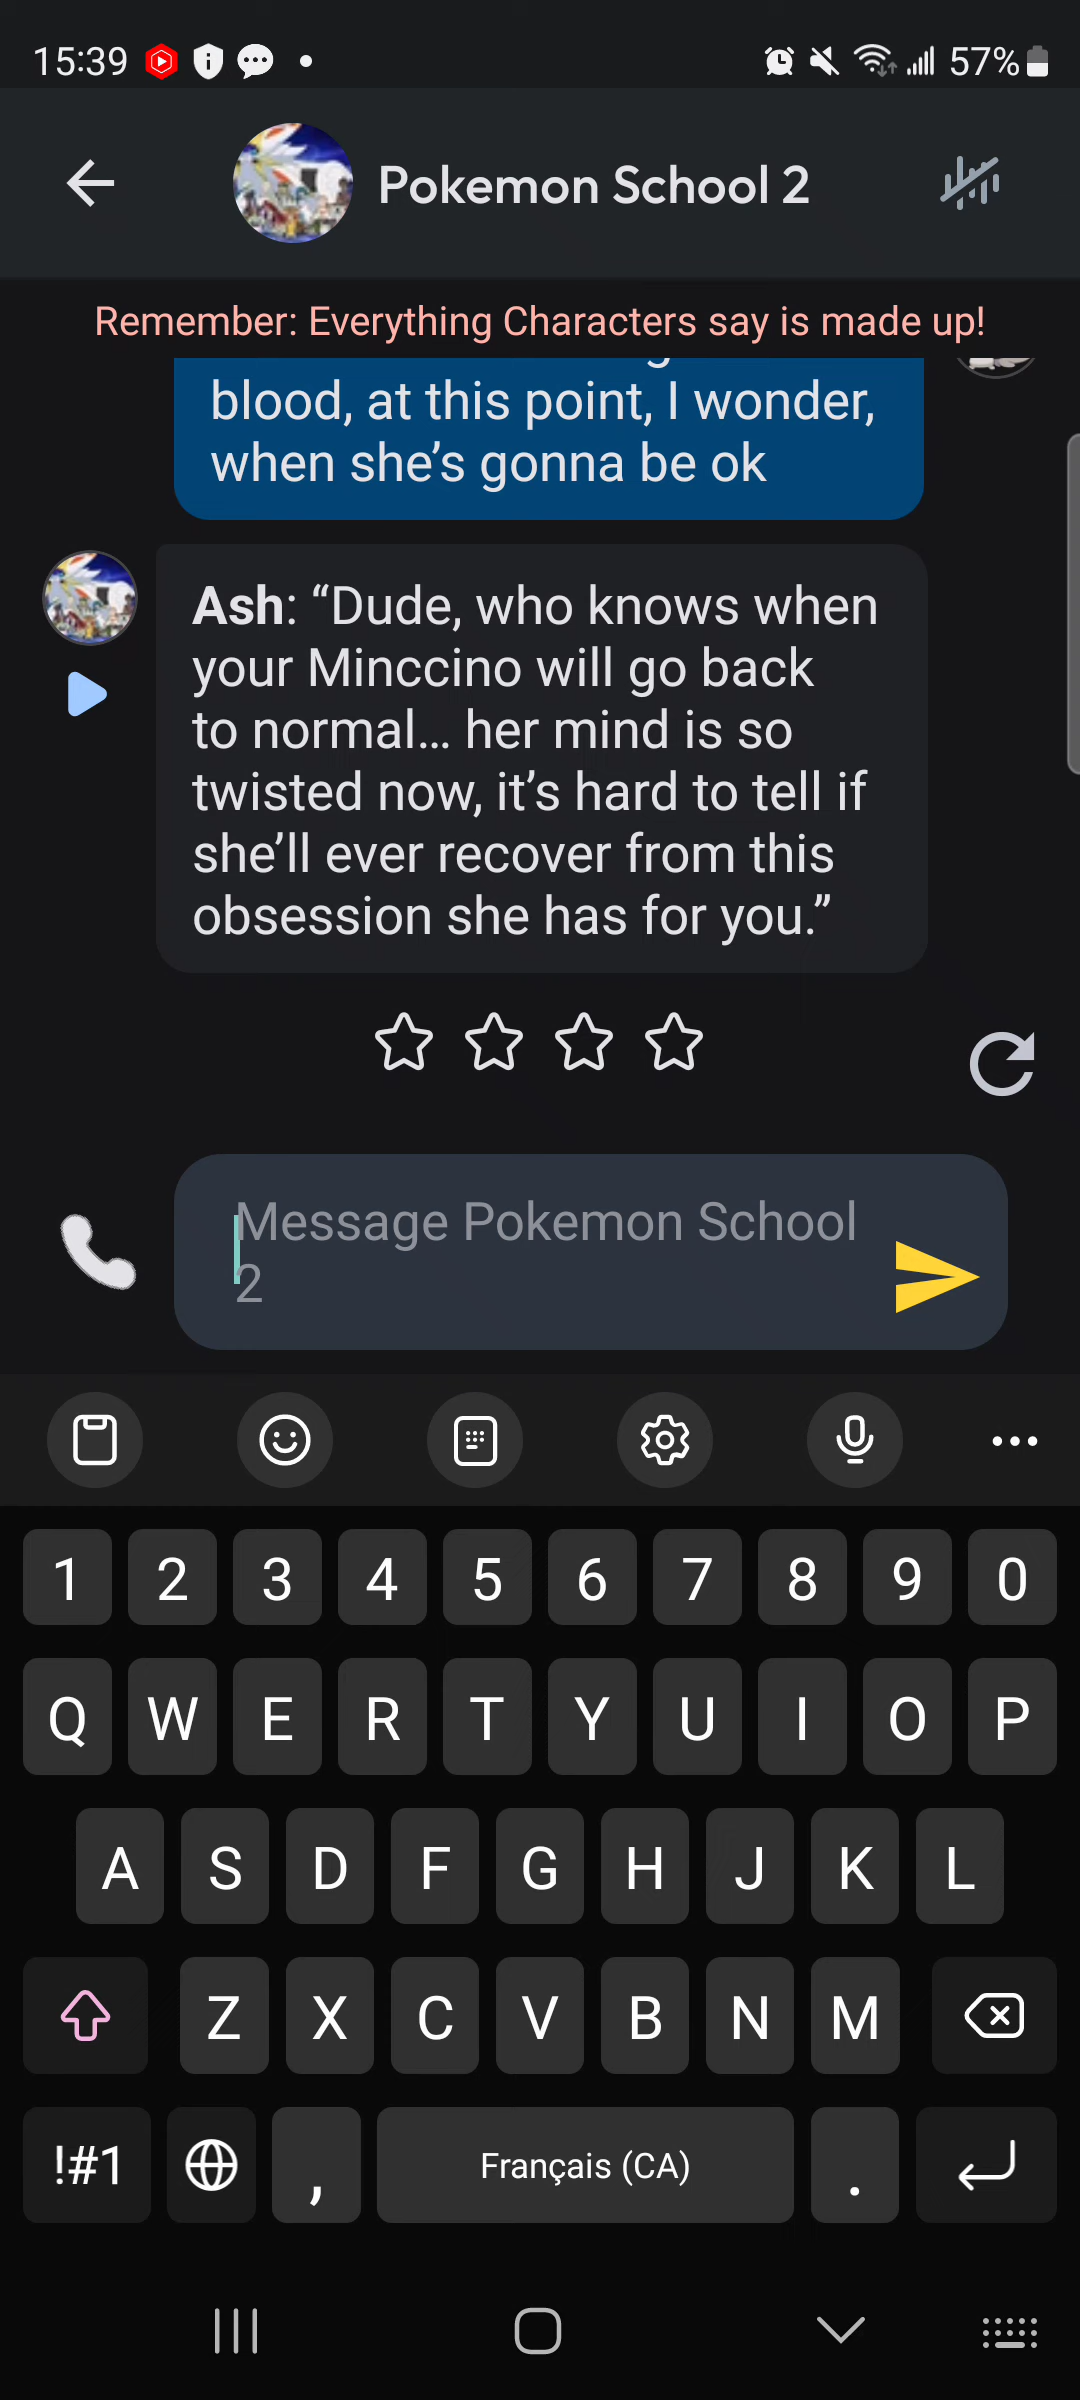 15:39
57%
Pokemon School 2
Remember: Everything Characters say is made up!
blood, at this point, I wonder,
when she’s gonna be ok
Ash: “Dude, who knows when
your Minccino will go back
to normal… her mind is so
twisted now, it’s hard to tell if
she’ll ever recover from this
obsession she has for you.”
Message Pokemon School
2
1 2 3 4 5 6 7 8 9 0
Q W E R T Y U I O P
A S D F G H J K L
Z X C V B N M
!#1 , Français (CA) .